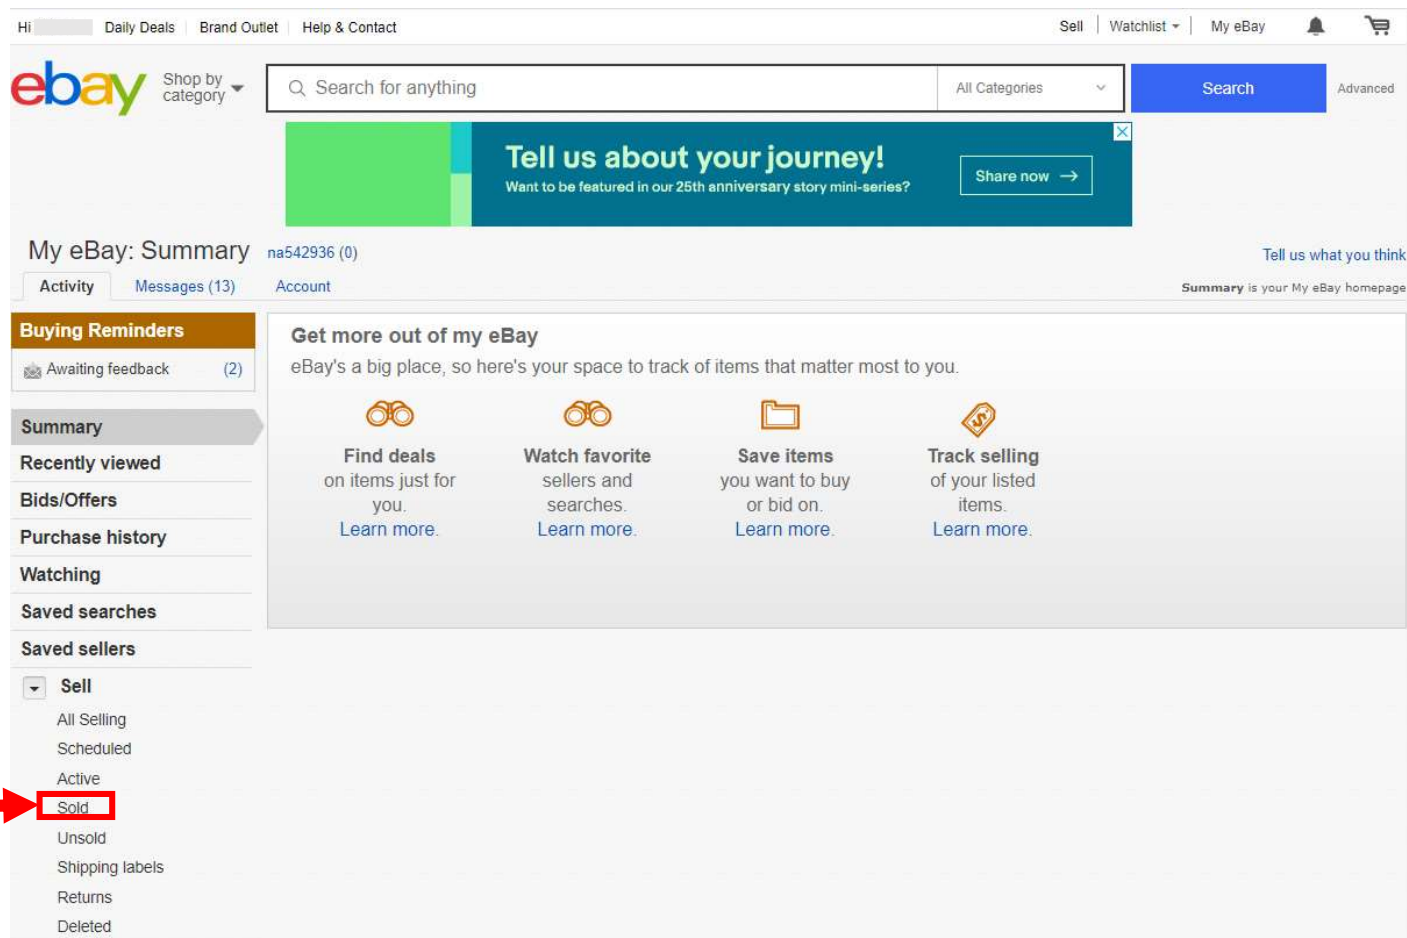 Hi Daily Deals Brand Outlet Help & Contact Sell Watchlist My eBay
ebay
Shop by
category
Search for anything
All Categories
Search
Advanced
Tell us about your journey!
Want to be featured in our 25th anniversary story mini-series?
Share now →
My eBay: Summary na542936 (0)
Tell us what you think
Activity Messages (13) Account
Summary is your My eBay homepage
Buying Reminders
Awaiting feedback (2)
Summary
Recently viewed
Bids/Offers
Purchase history
Watching
Saved searches
Saved sellers
Sell
All Selling
Scheduled
Active
Sold
Unsold
Shipping labels
Returns
Deleted
Get more out of my eBay
eBay's a big place, so here's your space to track of items that matter most to you.
Find deals
on items just for
you.
Learn more.
Watch favorite
sellers and
searches.
Learn more.
Save items
you want to buy
or bid on.
Learn more.
Track selling
of your listed
items.
Learn more.